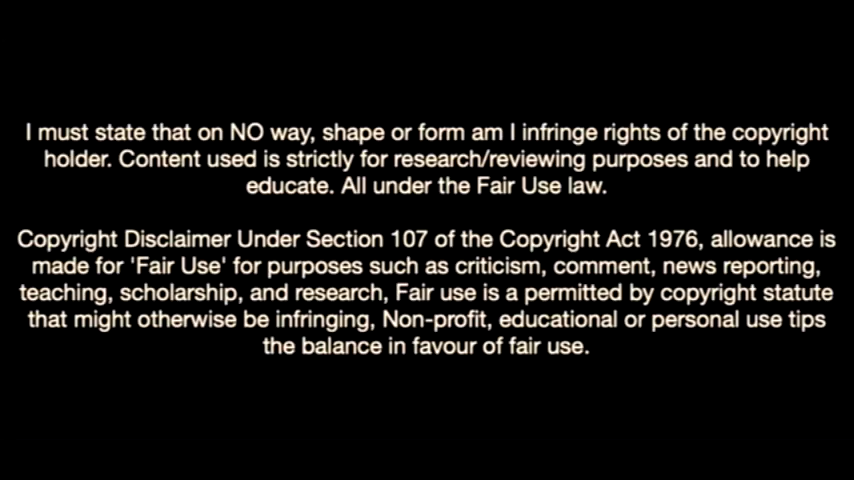 I must state that on NO way, shape or form am I infringe rights of the copyright
holder. Content used is strictly for research/reviewing purposes and to help
educate. All under the Fair Use law.
Copyright Disclaimer Under Section 107 of the Copyright Act 1976, allowance is
made for 'Fair Use' for purposes such as criticism, comment, news reporting,
teaching, scholarship, and research, Fair use is a permitted by copyright statute
that might otherwise be infringing, Non-profit, educational or personal use tips
the balance in favour of fair use.